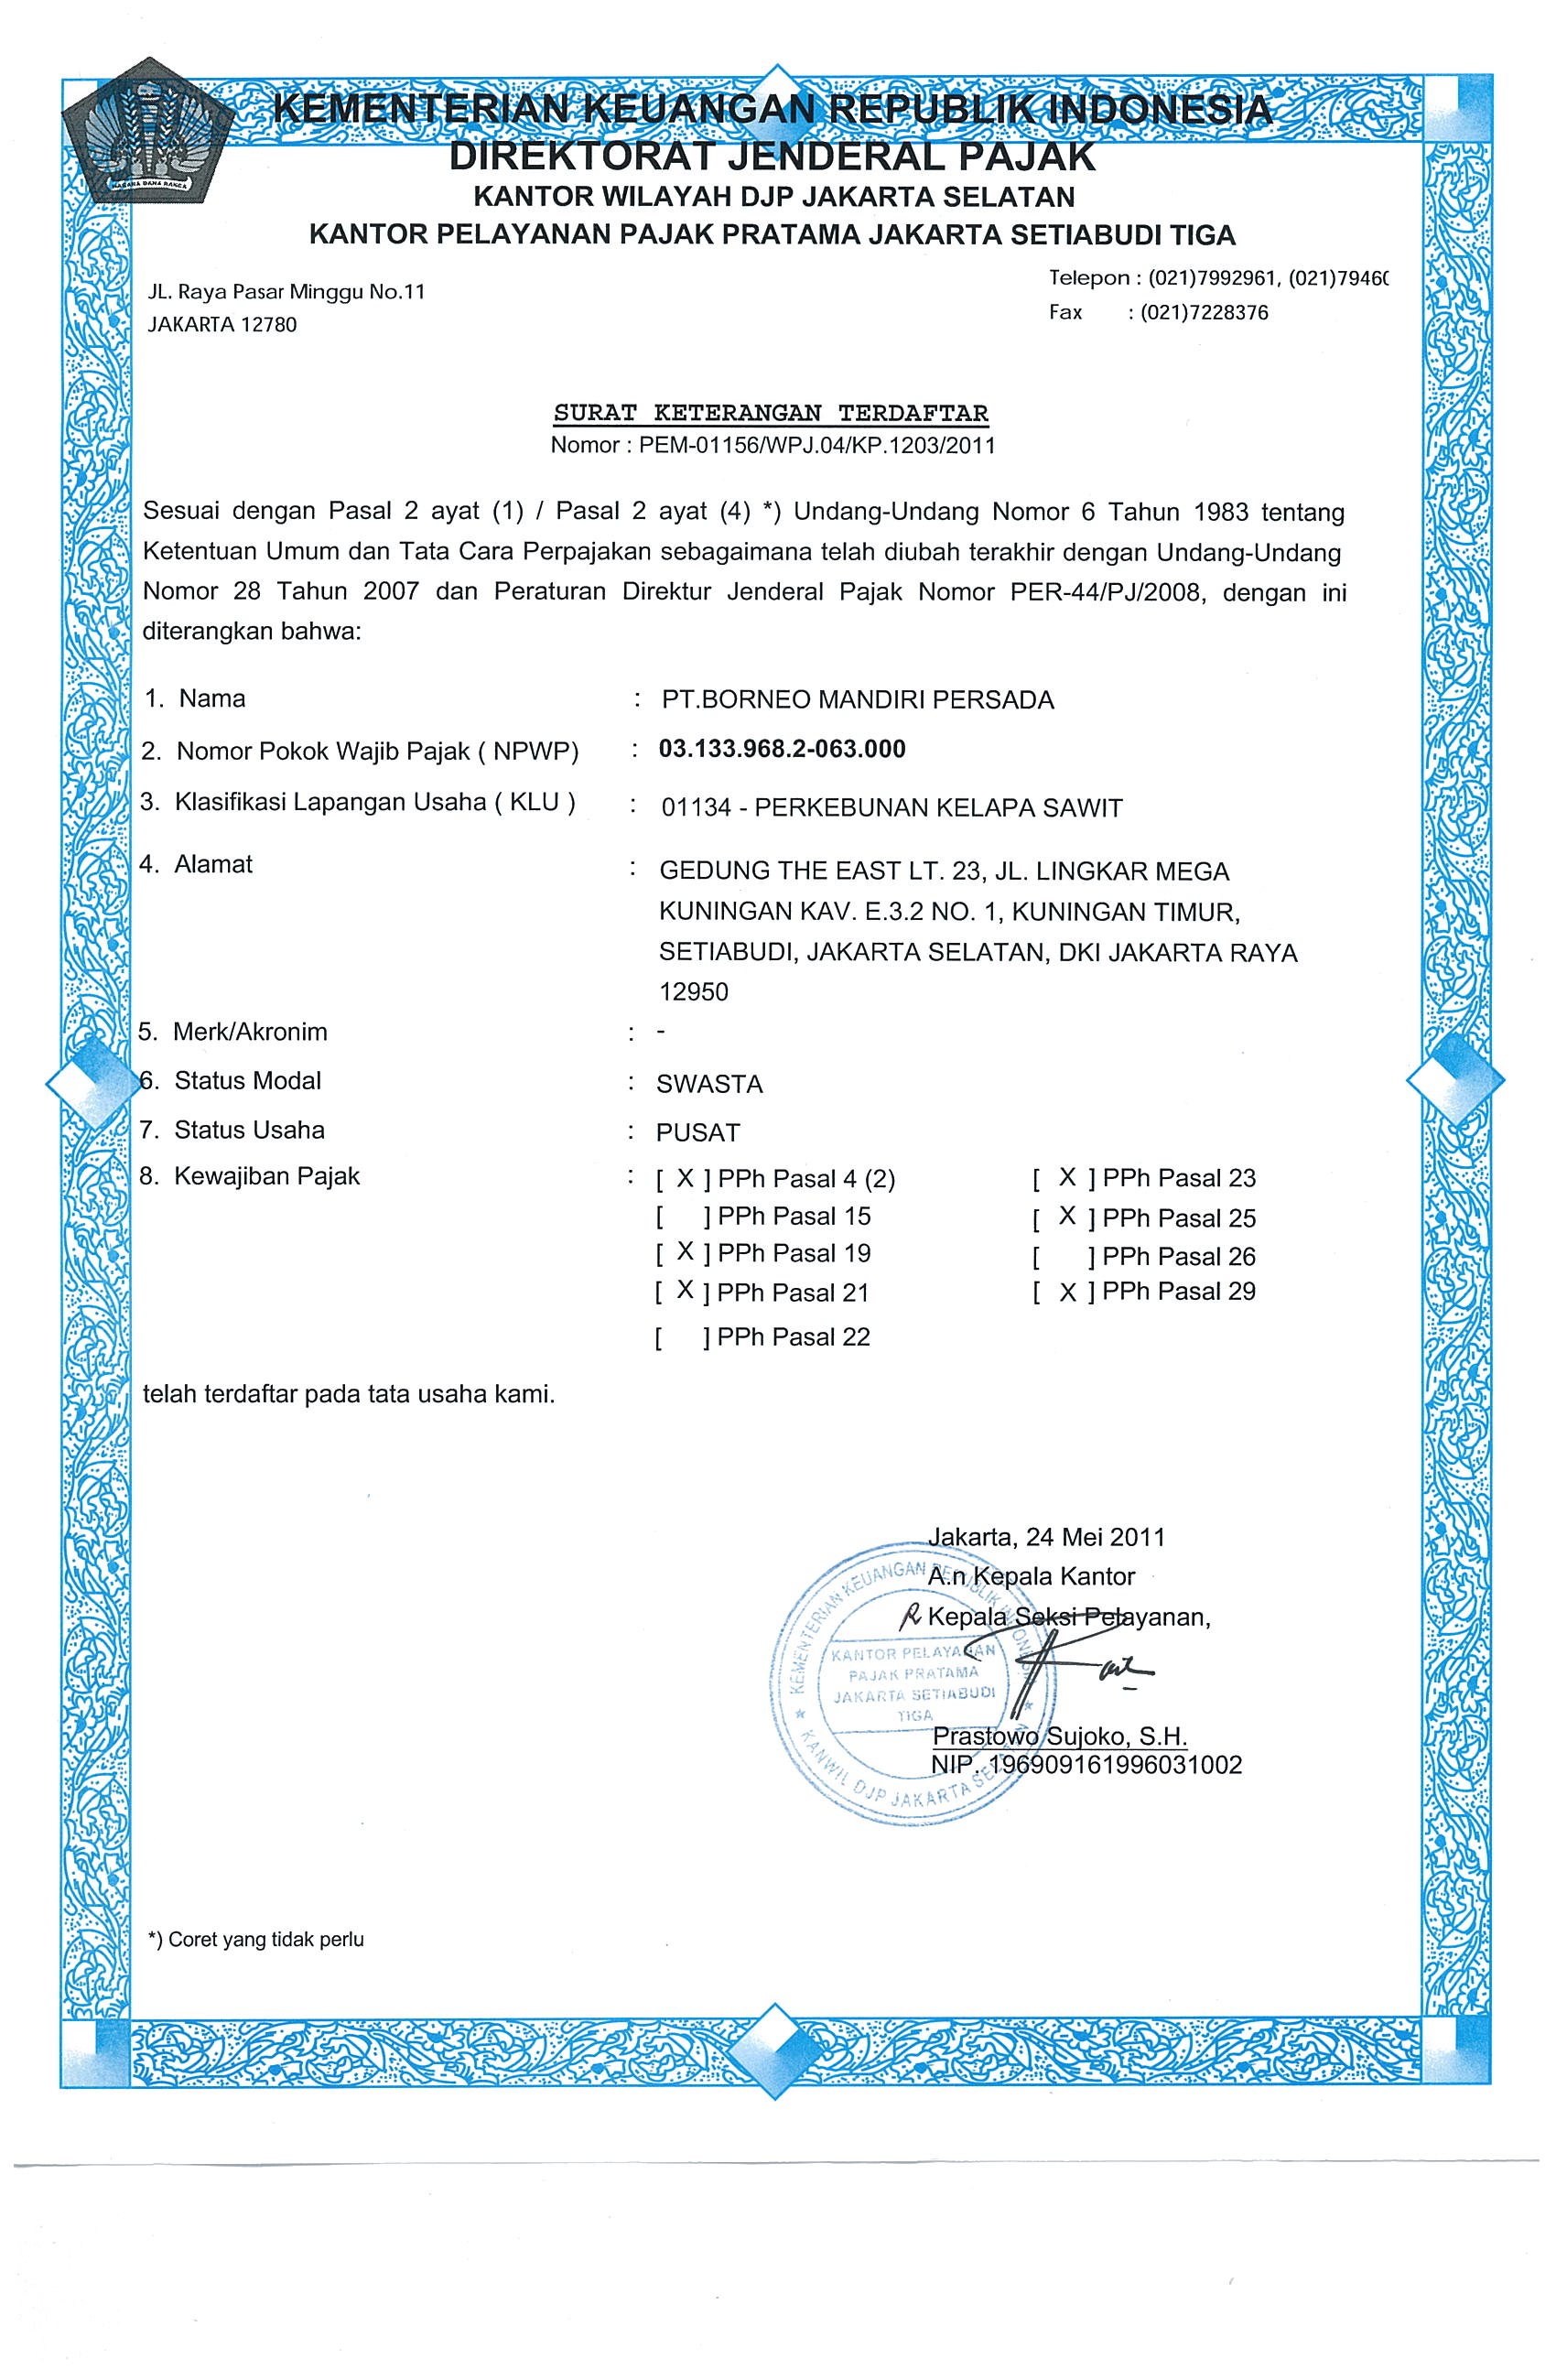 KEMENTERIAN KEUANGAN REPUBLIK INDONESIA
DIREKTORAT JENDERAL PAJAK
KANTOR WILAYAH DJP JAKARTA SELATAN
KANTOR PELAYANAN PAJAK PRATAMA JAKARTA SETIABUDI TIGA
NAGARA DANA RAKCA
JL. Raya Pasar Minggu No.11
JAKARTA 12780
Telepon : (021)7992961, (021)7946
Fax : (021)7228376
SURAT KETERANGAN TERDAFTAR
Nomor : PEM-01156/WPJ.04/KP.1203/2011
Sesuai dengan Pasal 2 ayat (1) / Pasal 2 ayat (4) *) Undang-Undang Nomor 6 Tahun 1983 tentang
Ketentuan Umum dan Tata Cara Perpajakan sebagaimana telah diubah terakhir dengan Undang-Undang
Nomor 28 Tahun 2007 dan Peraturan Direktur Jenderal Pajak Nomor PER-44/PJ/2008, dengan ini
diterangkan bahwa:
1. Nama : PT.BORNEO MANDIRI PERSADA
2. Nomor Pokok Wajib Pajak ( NPWP) : 03.133.968.2-063.000
3. Klasifikasi Lapangan Usaha ( KLU ) : 01134 - PERKEBUNAN KELAPA SAWIT
4. Alamat : GEDUNG THE EAST LT. 23, JL. LINGKAR MEGA
KUNINGAN KAV. E.3.2 NO. 1, KUNINGAN TIMUR,
SETIABUDI, JAKARTA SELATAN, DKI JAKARTA RAYA
12950
5. Merk/Akronim : -
6. Status Modal : SWASTA
7. Status Usaha : PUSAT
8. Kewajiban Pajak : [ X ] PPh Pasal 4 (2) [ X ] PPh Pasal 23
[ ] PPh Pasal 15 [ X ] PPh Pasal 25
[ X ] PPh Pasal 19 [ ] PPh Pasal 26
[ X ] PPh Pasal 21 [ X ] PPh Pasal 29
[ ] PPh Pasal 22
telah terdaftar pada tata usaha kami.
Jakarta, 24 Mei 2011
A.n Kepala Kantor
Kepala Seksi Pelayanan,
KEMENTERIAN KEUANGAN REPUBLIK INDONESIA
KANTOR PELAYANAN
PAJAK PRATAMA
JAKARTA SETIABUDI
TIGA
KANWIL DJP JAKARTA SELATAN
Prastowo Sujoko, S.H.
NIP. 196909161996031002
*) Coret yang tidak perlu